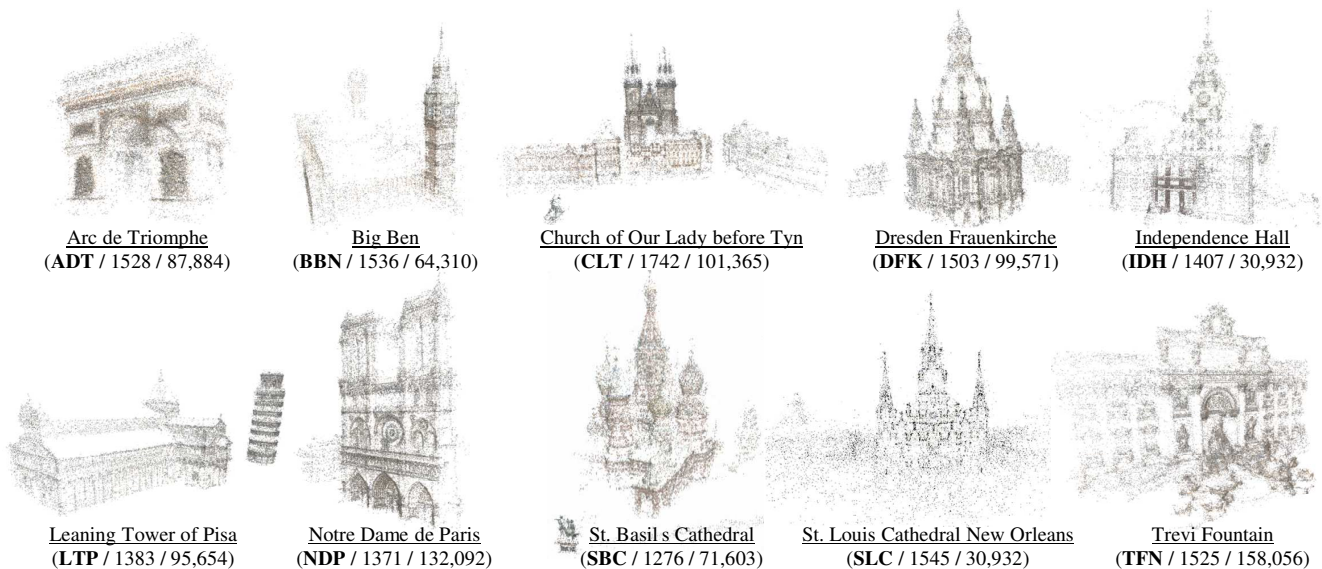 Arc de Triomphe
(ADT / 1528 / 87,884)
Big Ben
(BBN / 1536 / 64,310)
Church of Our Lady before Tyn
(CLT / 1742 / 101,365)
Dresden Frauenkirche
(DFK / 1503 / 99,571)
Independence Hall
(IDH / 1407 / 30,932)
Leaning Tower of Pisa
(LTP / 1383 / 95,654)
Notre Dame de Paris
(NDP / 1371 / 132,092)
St. Basil s Cathedral
(SBC / 1276 / 71,603)
St. Louis Cathedral New Orleans
(SLC / 1545 / 30,932)
Trevi Fountain
(TFN / 1525 / 158,056)